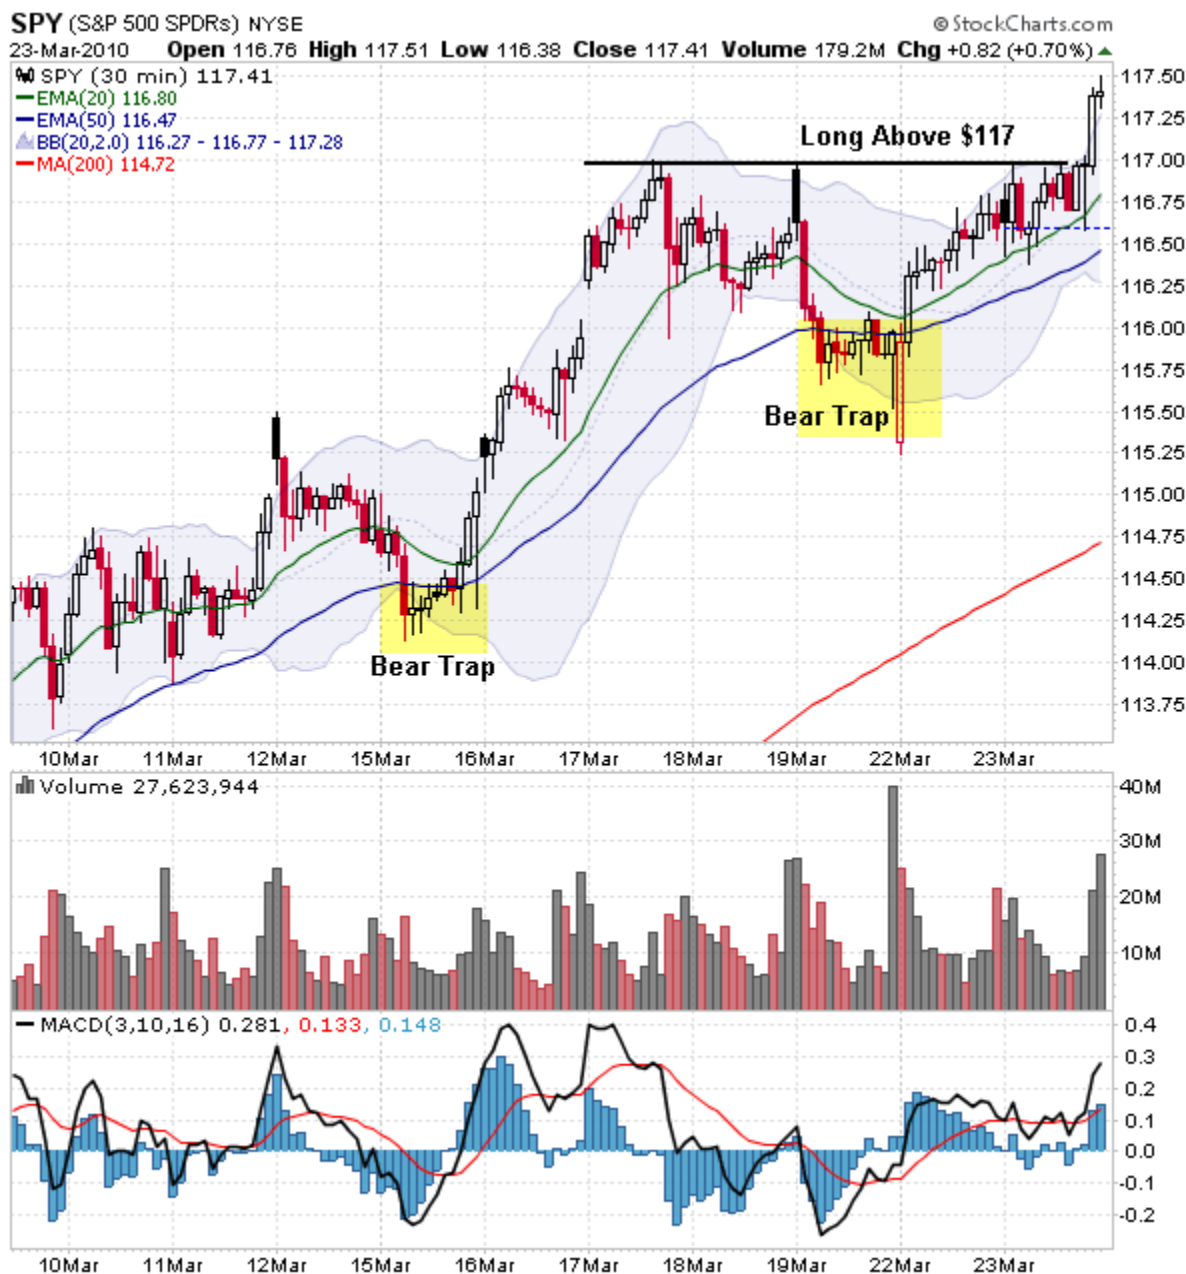 SPY (S&P 500 SPDRs) NYSE
© StockCharts.com
23-Mar-2010 Open 116.76 High 117.51 Low 116.38 Close 117.41 Volume 179.2M Chg +0.82 (+0.70%)
SPY (30 min) 117.41
EMA(20) 116.80
EMA(50) 116.47
BB(20,2.0) 116.27 - 116.77 - 117.28
MA(200) 114.72
Long Above $117
Bear Trap
Bear Trap
117.50
117.25
117.00
116.75
116.50
116.25
116.00
115.75
115.50
115.25
115.00
114.75
114.50
114.25
114.00
113.75
10Mar 11Mar 12Mar 15Mar 16Mar 17Mar 18Mar 19Mar 22Mar 23Mar
Volume 27,623,944
40M
30M
20M
10M
MACD(3,10,16) 0.281, 0.133, 0.148
0.4
0.3
0.2
0.1
0.0
-0.1
-0.2
10Mar 11Mar 12Mar 15Mar 16Mar 17Mar 18Mar 19Mar 22Mar 23Mar